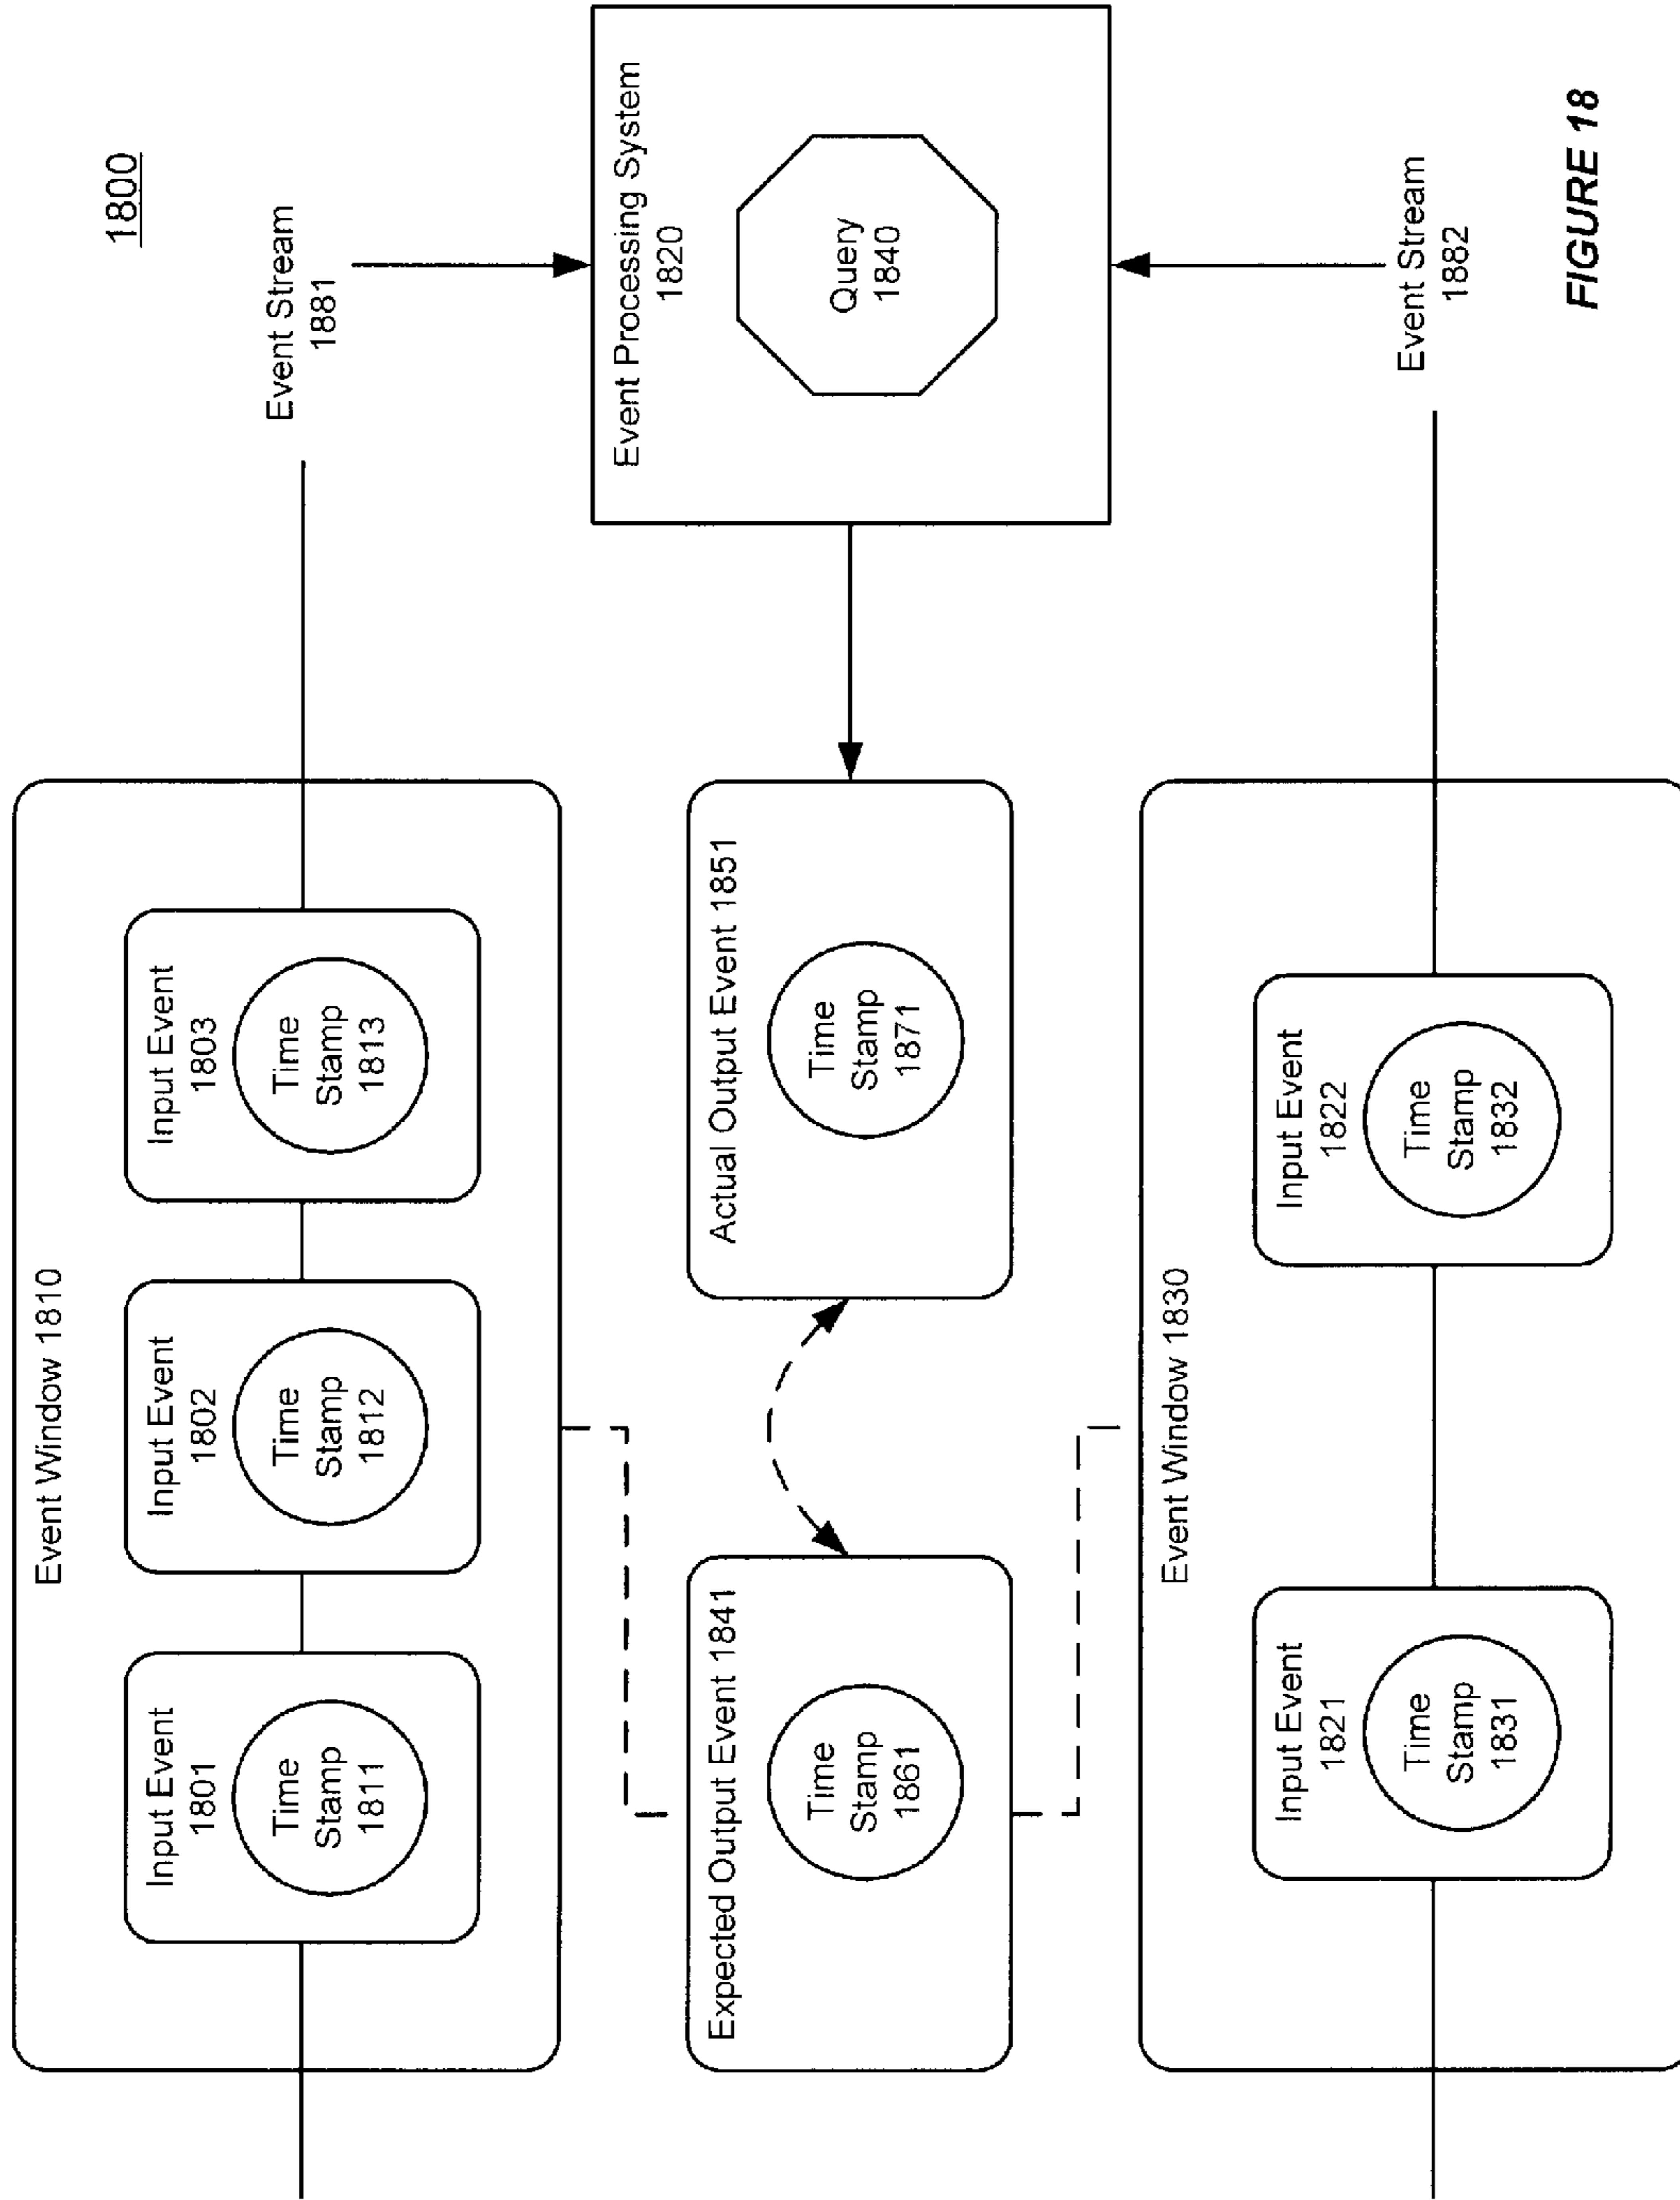 1800
Event Window 1810
Input Event
1801
Time
Stamp
1811
Input Event
1802
Time
Stamp
1812
Input Event
1803
Time
Stamp
1813
Event Stream
1881
Expected Output Event 1841
Time
Stamp
1861
Actual Output Event 1851
Time
Stamp
1871
Event Processing System
1820
Query
1840
Event Window 1830
Input Event
1821
Time
Stamp
1831
Input Event
1822
Time
Stamp
1832
Event Stream
1882
FIGURE 18